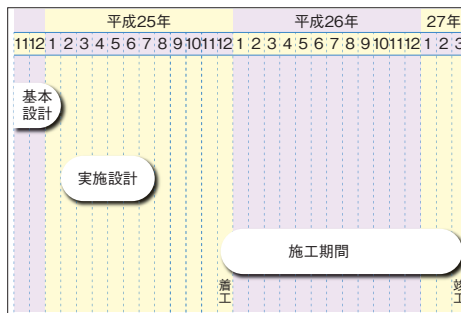 平成25年 平成26年 27年
11 12 1 2 3 4 5 6 7 8 9 10 11 12 1 2 3 4 5 6 7 8 9 10 11 12 1 2 3
基本
設計
実施設計
施工期間
着工 竣工